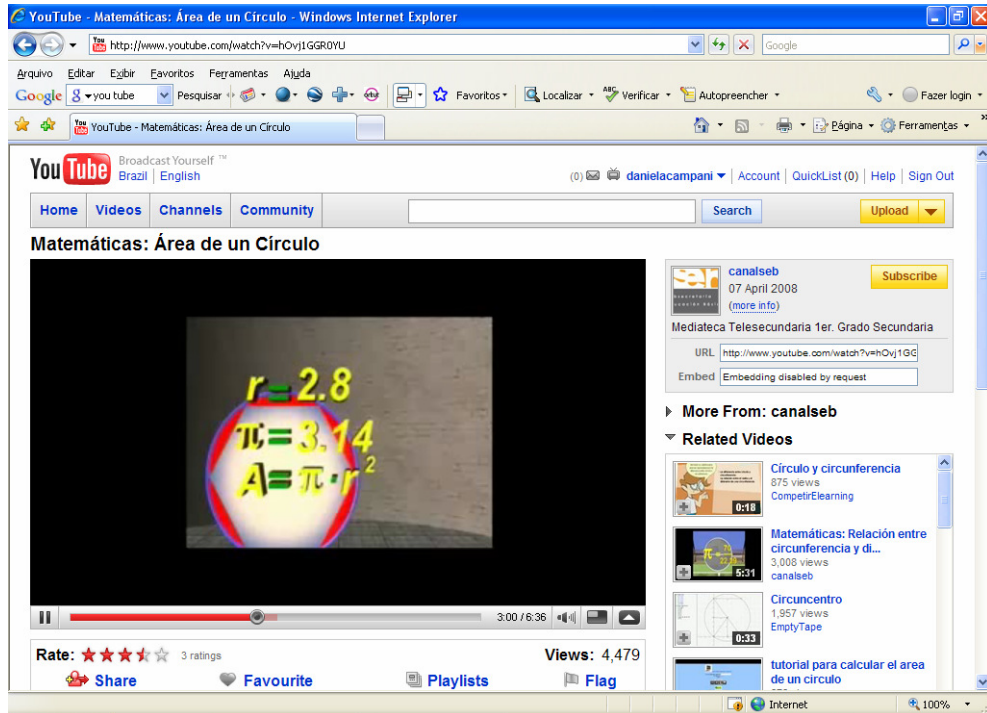 YouTube - Matemáticas: Área de un Círculo - Windows Internet Explorer
http://www.youtube.com/watch?v=hOvj1GGR0YU
Google
Arquivo Editar Exibir Favoritos Ferramentas Ajuda
Google you tube Pesquisar Favoritos Localizar Verificar Autopreencher Fazer login
YouTube - Matemáticas: Área de un Círculo
Página Ferramentas
You Tube Broadcast Yourself ™
Brazil | English
(0) danielacampani | Account | QuickList (0) | Help | Sign Out
Home Videos Channels Community Search Upload
Matemáticas: Área de un Círculo
r=2.8
π=3.14
A=π·r²
3:00 / 6:36
Rate: 3 ratings Views: 4,479
Share Favourite Playlists Flag
canalseb
07 April 2008
(more info)
Subscribe
Mediateca Telesecundaria 1er. Grado Secundaria
URL http://www.youtube.com/watch?v=hOvj1GG
Embed Embedding disabled by request
More From: canalseb
Related Videos
Círculo y circunferencia
875 views
CompetirElearning
0:18
Matemáticas: Relación entre
circunferencia y di...
3,008 views
canalseb
5:31
Circuncentro
1,957 views
EmptyTape
0:33
tutorial para calcular el area
de un circulo
Internet 100%